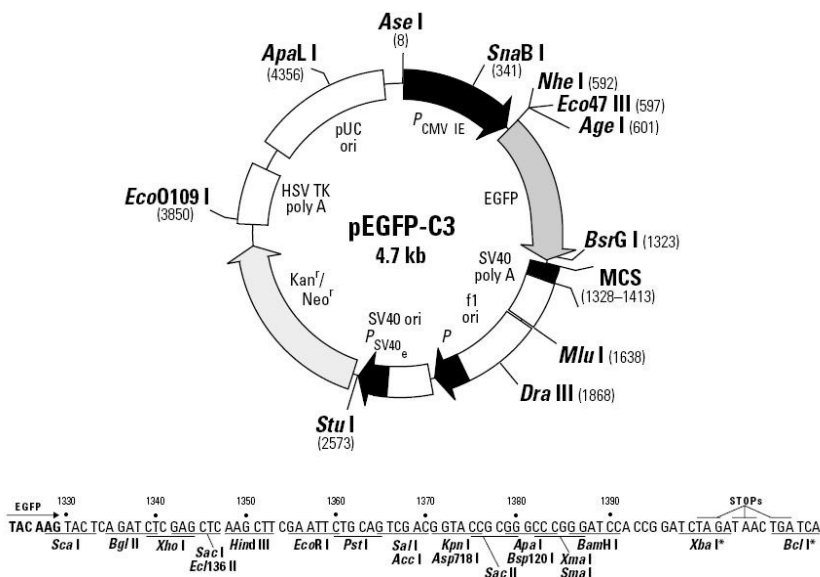 Ase I
(8)
ApaL I
(4356)
SnaB I
(341)
Nhe I (592)
Eco47 III (597)
Age I (601)
PCMV IE
pUC
ori
HSV TK
poly A
EcoO109 I
(3850)
EGFP
pEGFP-C3
4.7 kb
BsrG I (1323)
SV40
poly A
MCS
(1328–1413)
f1
ori
Kanr/
Neor
SV40 ori
PSV40e
P
Mlu I (1638)
Dra III (1868)
Stu I
(2573)
EGFP 1330 1340 1350 1360 1370 1380 1390 STOPs
TAC AAG TAC TCA GAT CTC GAG CTC AAG CTT CGA ATT CTG CAG TCG ACG GTA CCG CGG GCC CGG GAT CCA CCG GAT CTA GAT AAC TGA TCA
Sca I Bgl II Xho I Hind III EcoR I Pst I Sal I Kpn I Apa I BamH I Xba I* Bcl I*
Sac I Acc I Asp718 I Bsp120 I Xma I
Ecl136 II Sac II Sma I